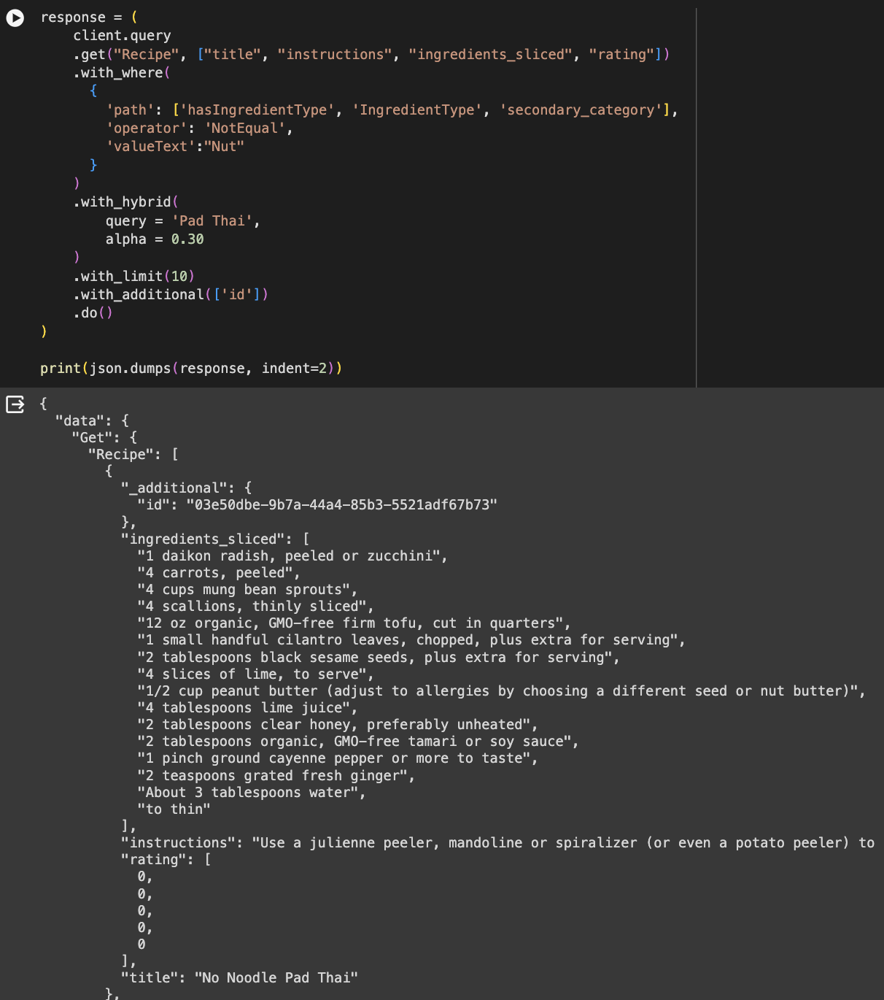 response = (
    client.query
    .get("Recipe", ["title", "instructions", "ingredients_sliced", "rating"])
    .with_where(
      {
        'path': ['hasIngredientType', 'IngredientType', 'secondary_category'],
        'operator': 'NotEqual',
        'valueText':"Nut"
      }
    )
    .with_hybrid(
        query = 'Pad Thai',
        alpha = 0.30
    )
    .with_limit(10)
    .with_additional(['id'])
    .do()
)

print(json.dumps(response, indent=2))
{
  "data": {
    "Get": {
      "Recipe": [
        {
          "_additional": {
            "id": "03e50dbe-9b7a-44a4-85b3-5521adf67b73"
          },
          "ingredients_sliced": [
            "1 daikon radish, peeled or zucchini",
            "4 carrots, peeled",
            "4 cups mung bean sprouts",
            "4 scallions, thinly sliced",
            "12 oz organic, GMO-free firm tofu, cut in quarters",
            "1 small handful cilantro leaves, chopped, plus extra for serving",
            "2 tablespoons black sesame seeds, plus extra for serving",
            "4 slices of lime, to serve",
            "1/2 cup peanut butter (adjust to allergies by choosing a different seed or nut butter)",
            "4 tablespoons lime juice",
            "2 tablespoons clear honey, preferably unheated",
            "2 tablespoons organic, GMO-free tamari or soy sauce",
            "1 pinch ground cayenne pepper or more to taste",
            "2 teaspoons grated fresh ginger",
            "About 3 tablespoons water",
            "to thin"
          ],
          "instructions": "Use a julienne peeler, mandoline or spiralizer (or even a potato peeler) to
          "rating": [
            0,
            0,
            0,
            0,
            0
          ],
          "title": "No Noodle Pad Thai"
        },